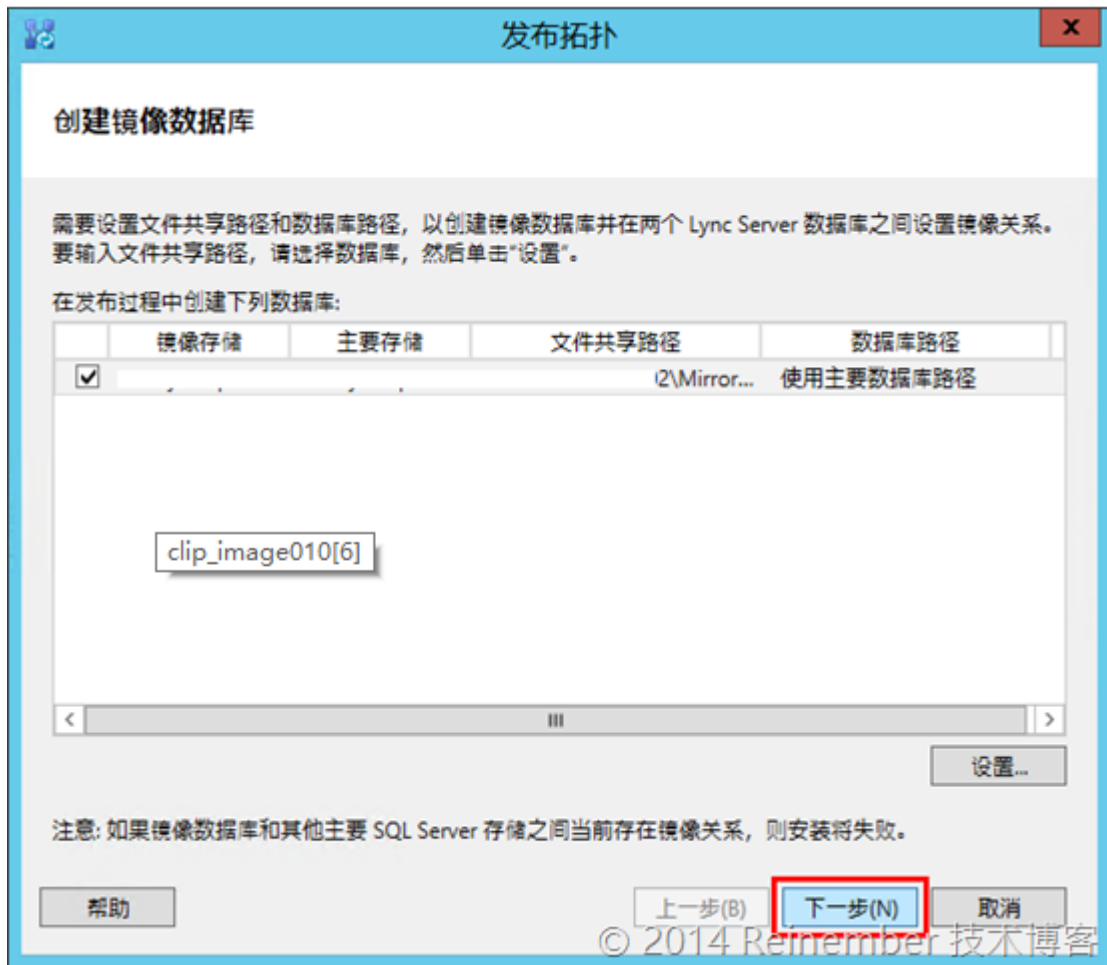 发布拓扑
x
创建镜像数据库
需要设置文件共享路径和数据库路径，以创建镜像数据库并在两个 Lync Server 数据库之间设置镜像关系。
要输入文件共享路径，请选择数据库，然后单击"设置"。
在发布过程中创建下列数据库:
镜像存储 主要存储 文件共享路径 数据库路径
2\Mirror... 使用主要数据库路径
clip_image010[6]
设置...
注意: 如果镜像数据库和其他主要 SQL Server 存储之间当前存在镜像关系，则安装将失败。
帮助 上一步(B) 下一步(N) 取消
© 2014 Reinember 技术博客